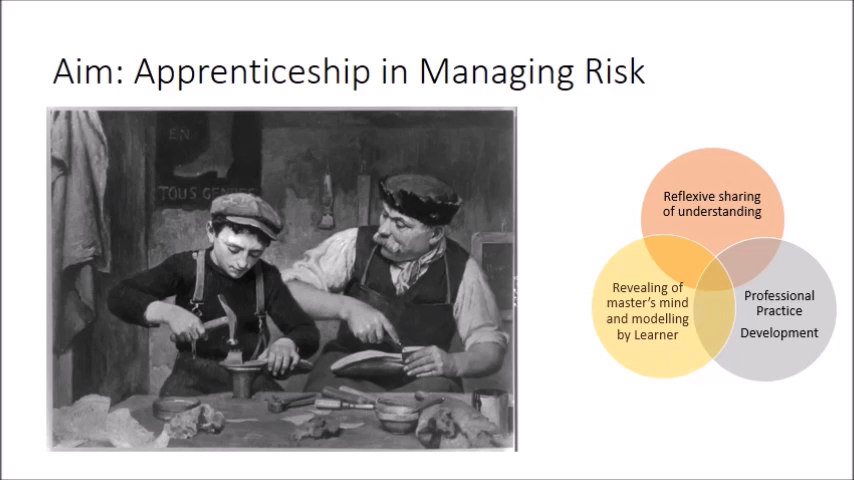 Aim: Apprenticeship in Managing Risk
EN
TOUS GENRES
Reflexive sharing
of understanding
Revealing of
master's mind
and modelling
by Learner
Professional
Practice
Development